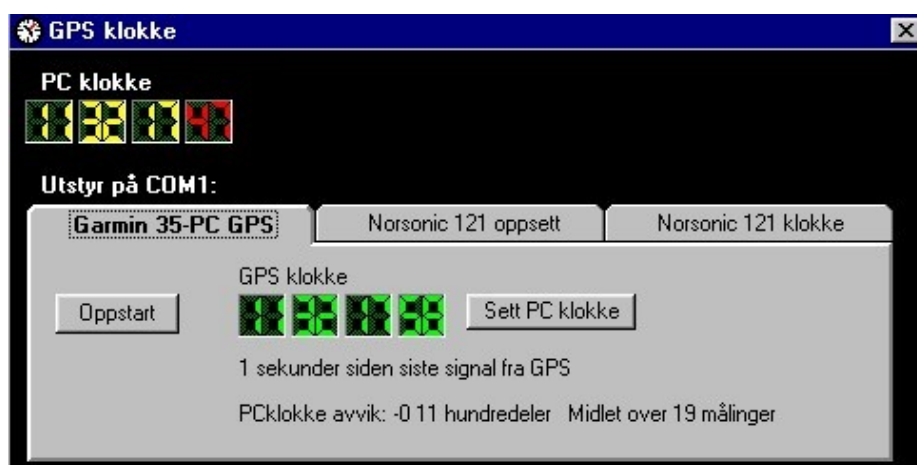 GPS klokke
PC klokke
Utstyr på COM1:
Garmin 35-PC GPS Norsonic 121 oppsett Norsonic 121 klokke
GPS klokke
Oppstart Sett PC klokke
1 sekunder siden siste signal fra GPS
PCklokke avvik: -0 11 hundredeler Midlet over 19 målinger